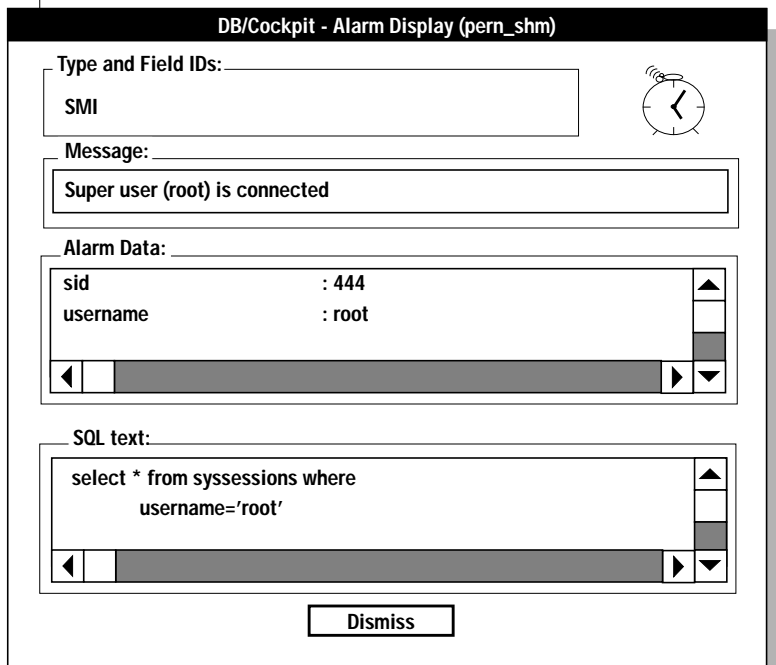 DB/Cockpit - Alarm Display (pern_shm)
Type and Field IDs:
SMI
Message:
Super user (root) is connected
Alarm Data:
sid : 444
username : root
SQL text:
select * from syssessions where
username=’root’
Dismiss